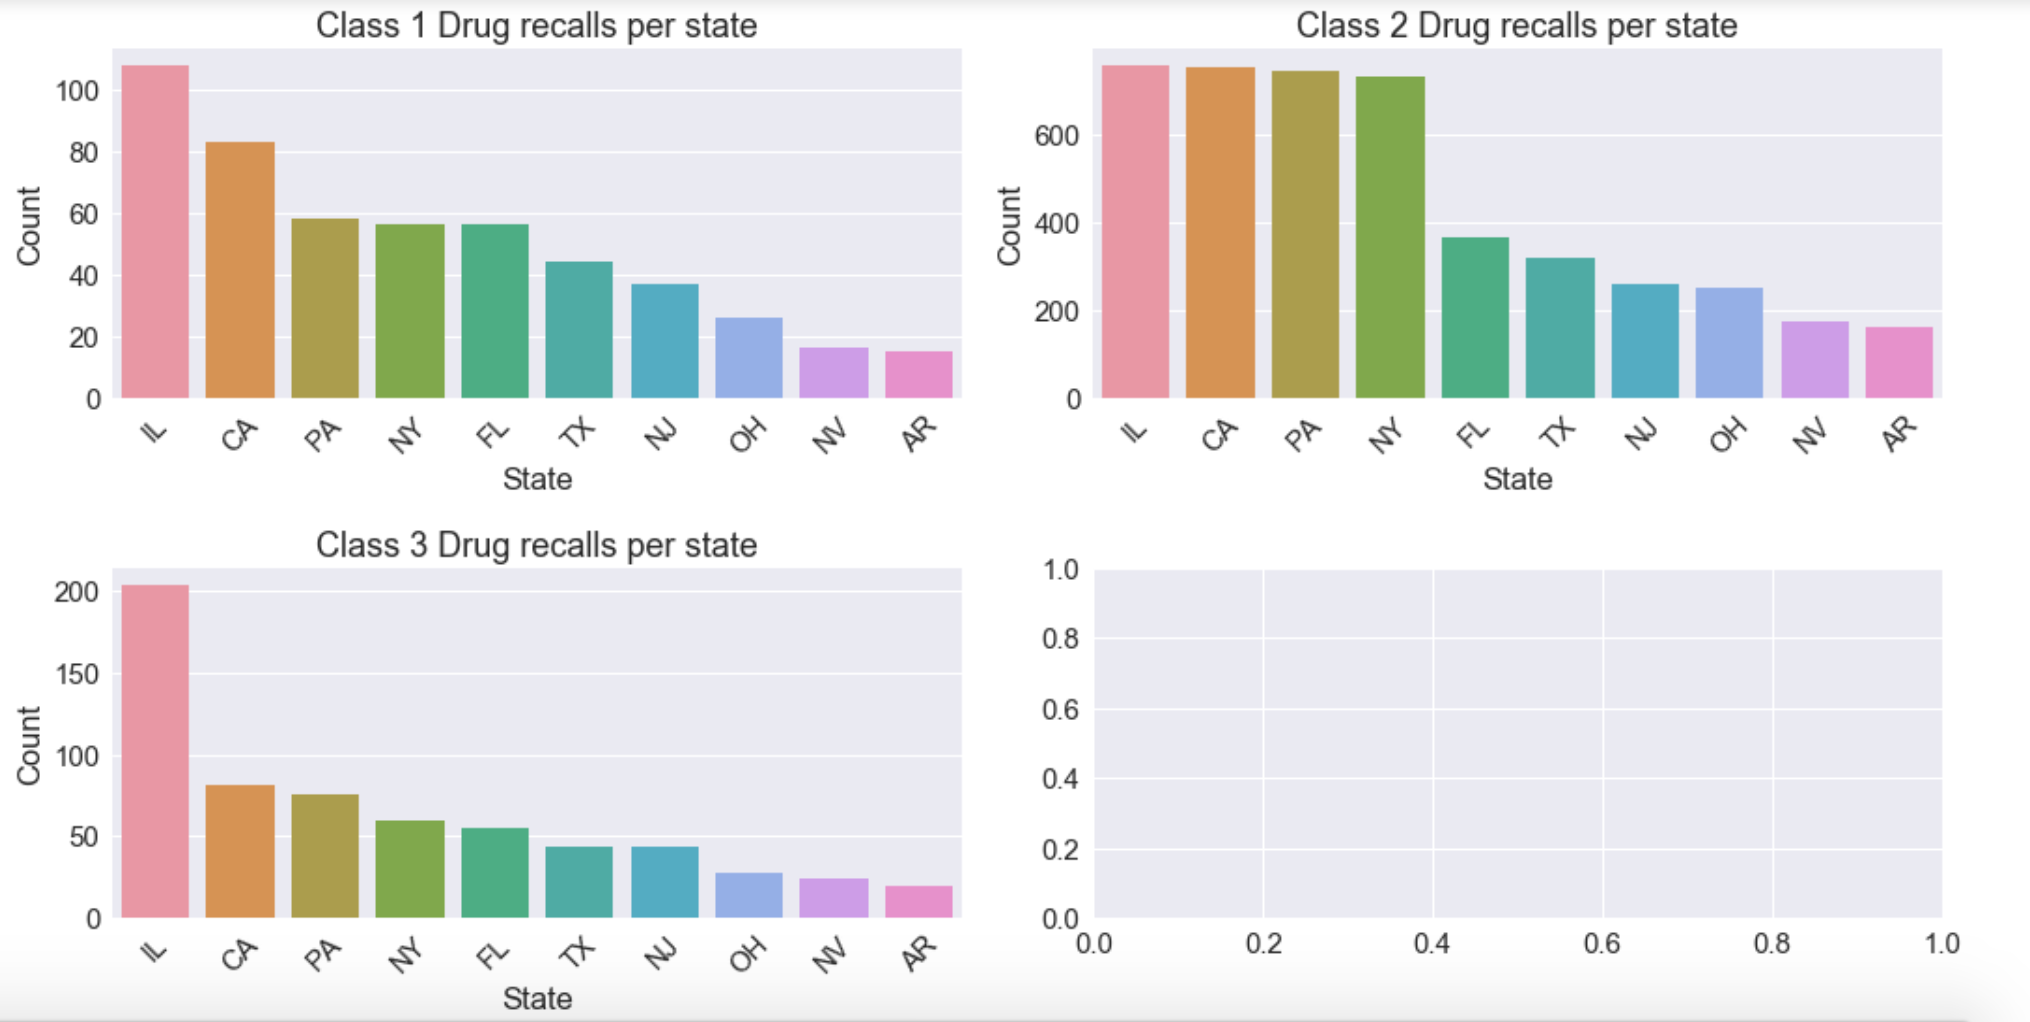 Class 1 Drug recalls per state
100
80
60
40
20
0
Count
IL CA PA NY FL TX NJ OH NV AR
State
Class 2 Drug recalls per state
600
400
200
0
Count
IL CA PA NY FL TX NJ OH NV AR
State
Class 3 Drug recalls per state
200
150
100
50
0
Count
IL CA PA NY FL TX NJ OH NV AR
State
1.0
0.8
0.6
0.4
0.2
0.0
0.0 0.2 0.4 0.6 0.8 1.0